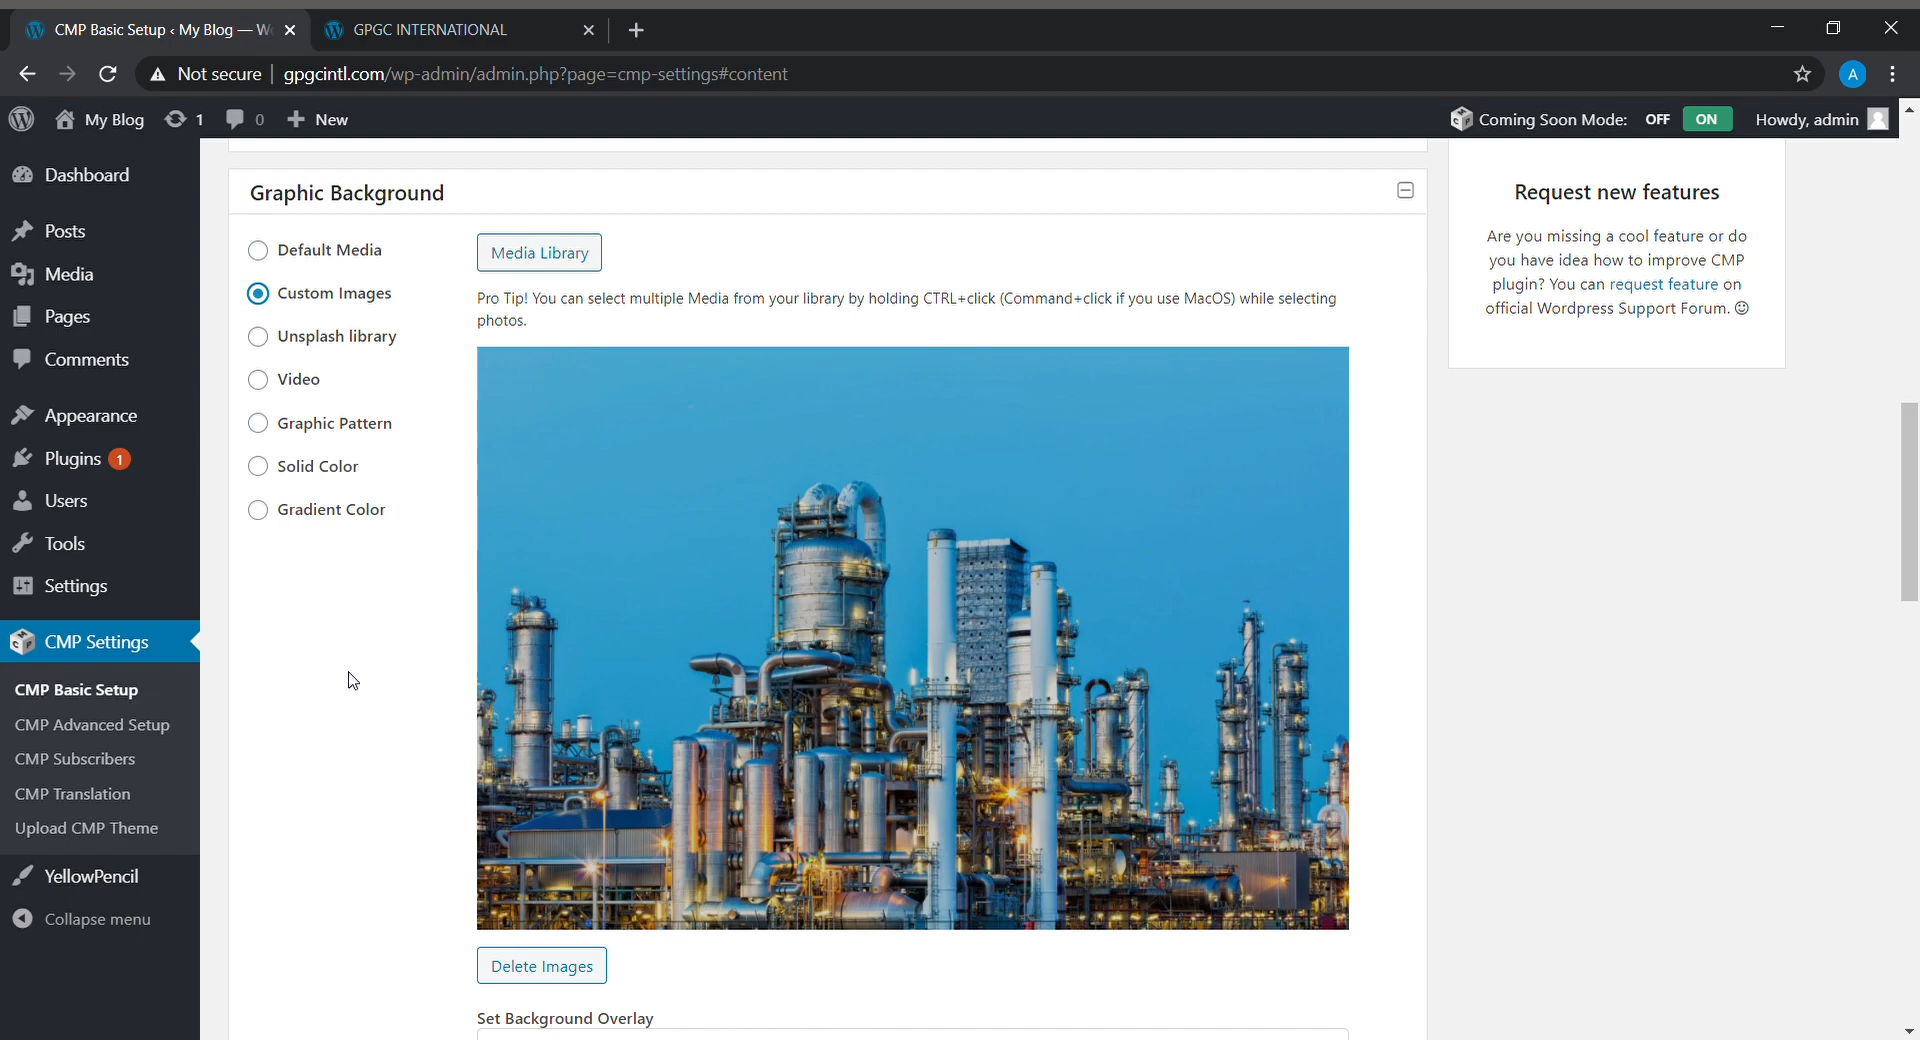 CMP Basic Setup ‹ My Blog — W
GPGC INTERNATIONAL
Not secure
gpgcintl.com/wp-admin/admin.php?page=cmp-settings#content
A
My Blog
1
0
New
Coming Soon Mode:
OFF
ON
Howdy, admin
Dashboard
Posts
Media
Pages
Comments
Appearance
Plugins 1
Users
Tools
Settings
CMP Settings
CMP Basic Setup
CMP Advanced Setup
CMP Subscribers
CMP Translation
Upload CMP Theme
YellowPencil
Collapse menu
Graphic Background
Default Media
Custom Images
Unsplash library
Video
Graphic Pattern
Solid Color
Gradient Color
Media Library
Pro Tip! You can select multiple Media from your library by holding CTRL+click (Command+click if you use MacOS) while selecting
photos.
Delete Images
Set Background Overlay
Request new features
Are you missing a cool feature or do
you have idea how to improve CMP
plugin? You can request feature on
official Wordpress Support Forum.